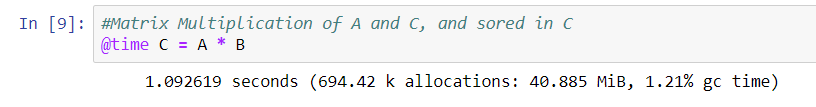 In [9]: #Matrix Multiplication of A and C, and sored in C
@time C = A * B
1.092619 seconds (694.42 k allocations: 40.885 MiB, 1.21% gc time)